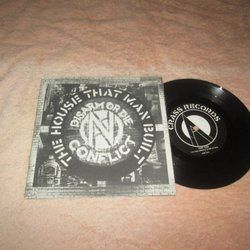 THE HOUSE THAT MAN BUILT
DISARM OR DIE
CONFLICT
CRASS RECORDS